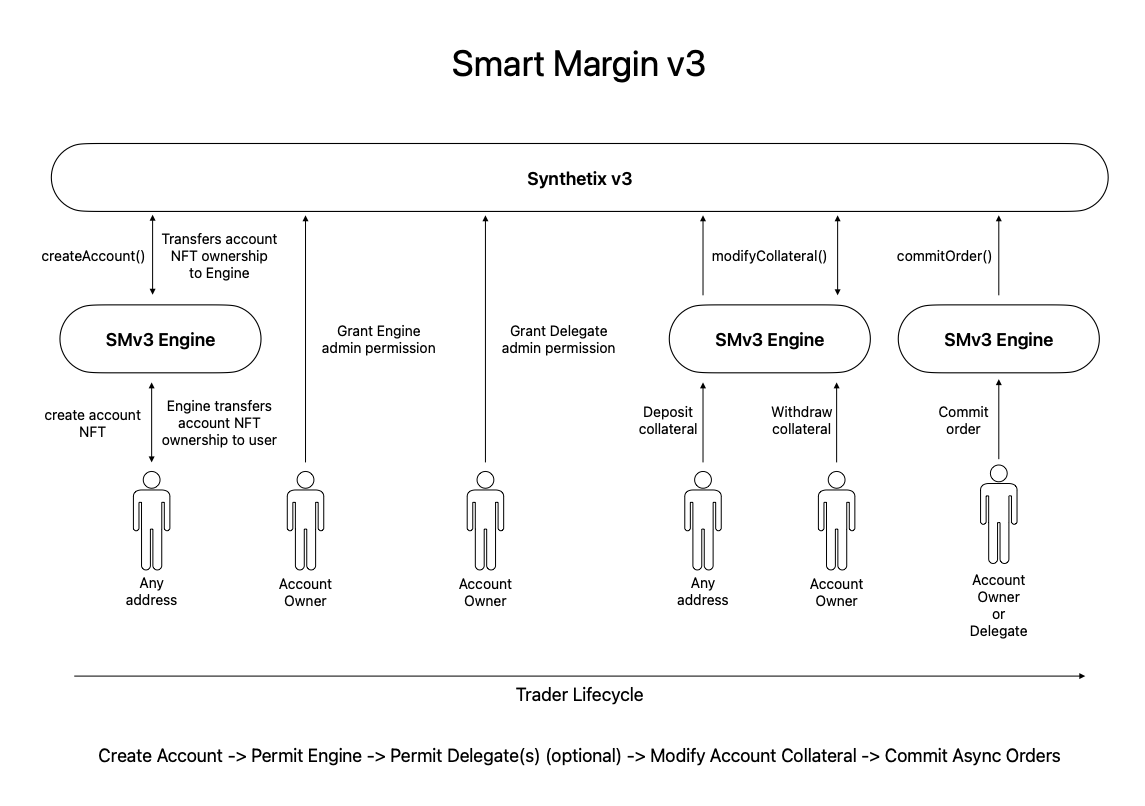 Smart Margin v3
Synthetix v3
createAccount()
Transfers account
NFT ownership
to Engine
modifyCollateral()
commitOrder()
SMv3 Engine
Grant Engine
admin permission
Grant Delegate
admin permission
SMv3 Engine
SMv3 Engine
create account
NFT
Engine transfers
account NFT
ownership to user
Deposit
collateral
Withdraw
collateral
Commit
order
Any
address
Account
Owner
Account
Owner
Any
address
Account
Owner
Account
Owner
or
Delegate
Trader Lifecycle
Create Account -> Permit Engine -> Permit Delegate(s) (optional) -> Modify Account Collateral -> Commit Async Orders